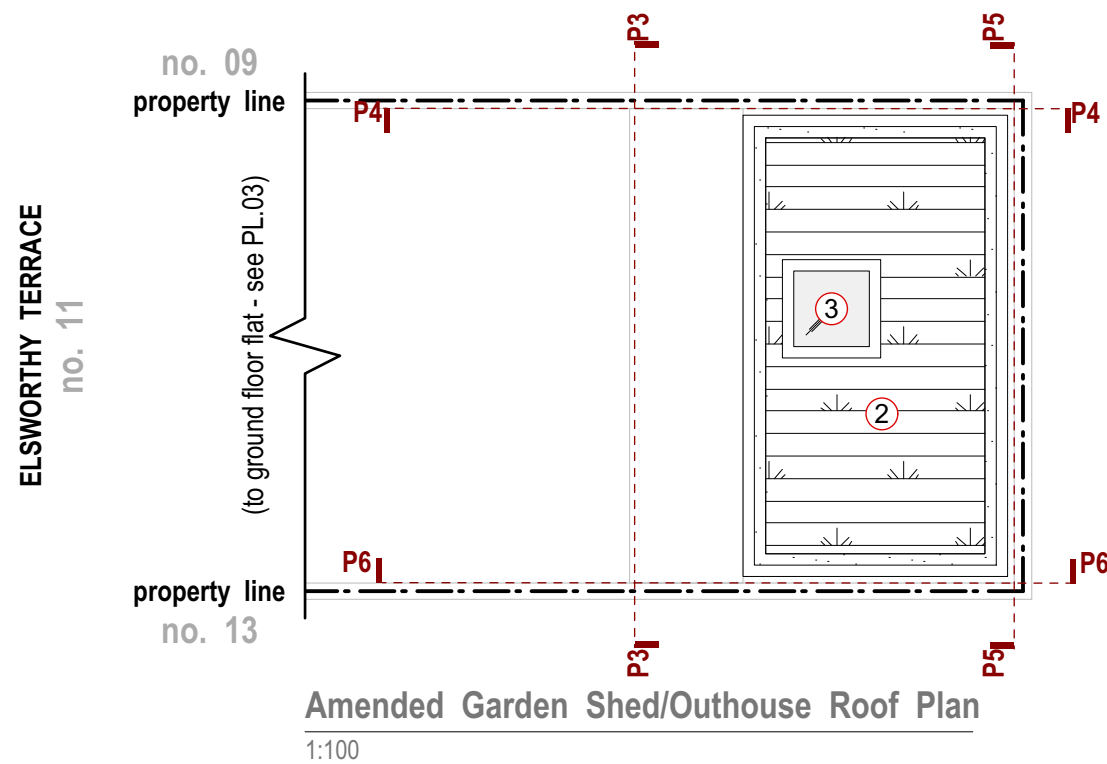 P3
P5
no. 09
property line
P4
P4
ELSWORTHY TERRACE
no. 11
(to ground floor flat - see PL.03)
3
2
P6
P6
property line
no. 13
P3
P5
Amended Garden Shed/Outhouse Roof Plan
1:100